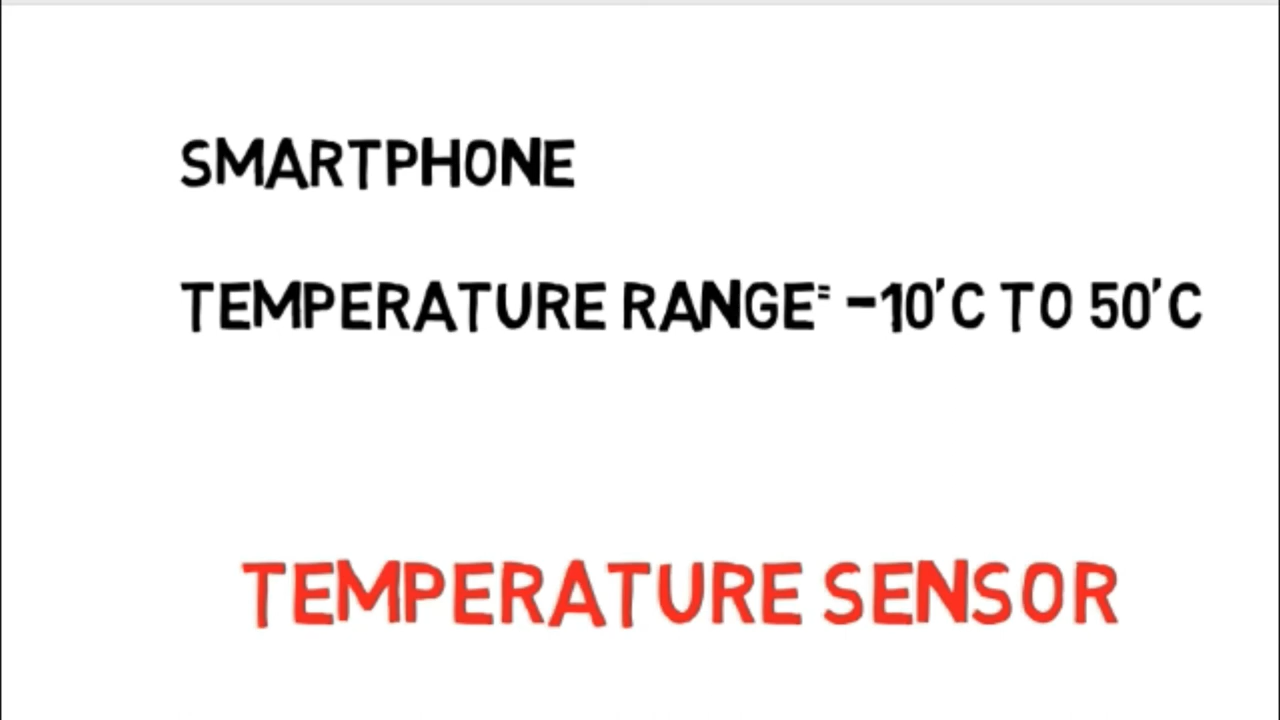 SMARTPHONE
TEMPERATURE RANGE= -10'C TO 50'C
TEMPERATURE SENSOR